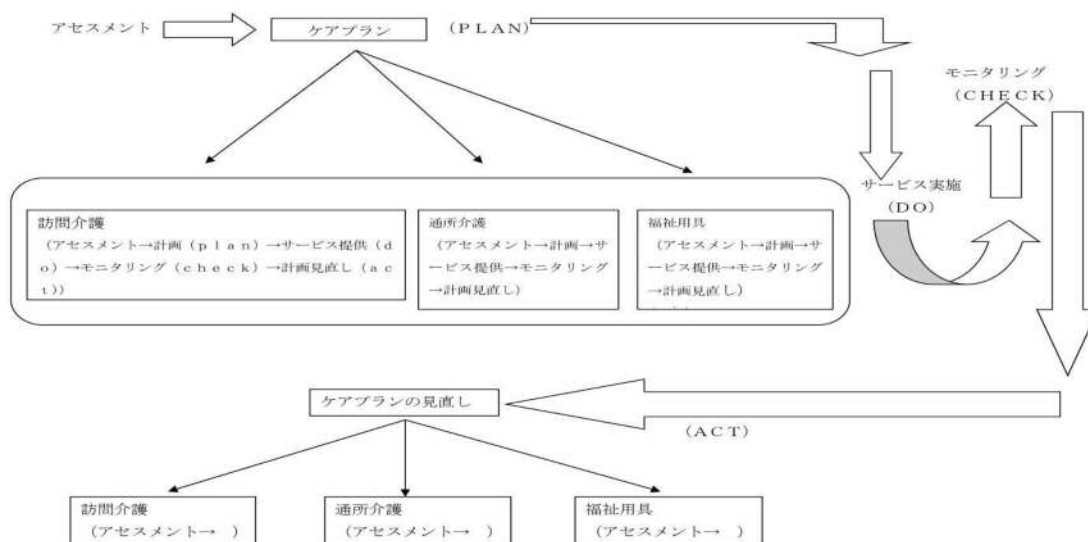 アセスメント
ケアプラン
(PLAN)
モニタリング
(CHECK)
サービス実施
(DO)
訪問介護
(アセスメント→計画(plan)→サービス提供(d
o)→モニタリング(check)→計画見直し(ac
t))
通所介護
(アセスメント→計画→サ
ービス提供→モニタリング
→計画見直し)
福祉用具
(アセスメント→計画→サ
ービス提供→モニタリング
→計画見直し)
ケアプランの見直し
(ACT)
訪問介護
(アセスメント→ )
通所介護
(アセスメント→ )
福祉用具
(アセスメント→ )